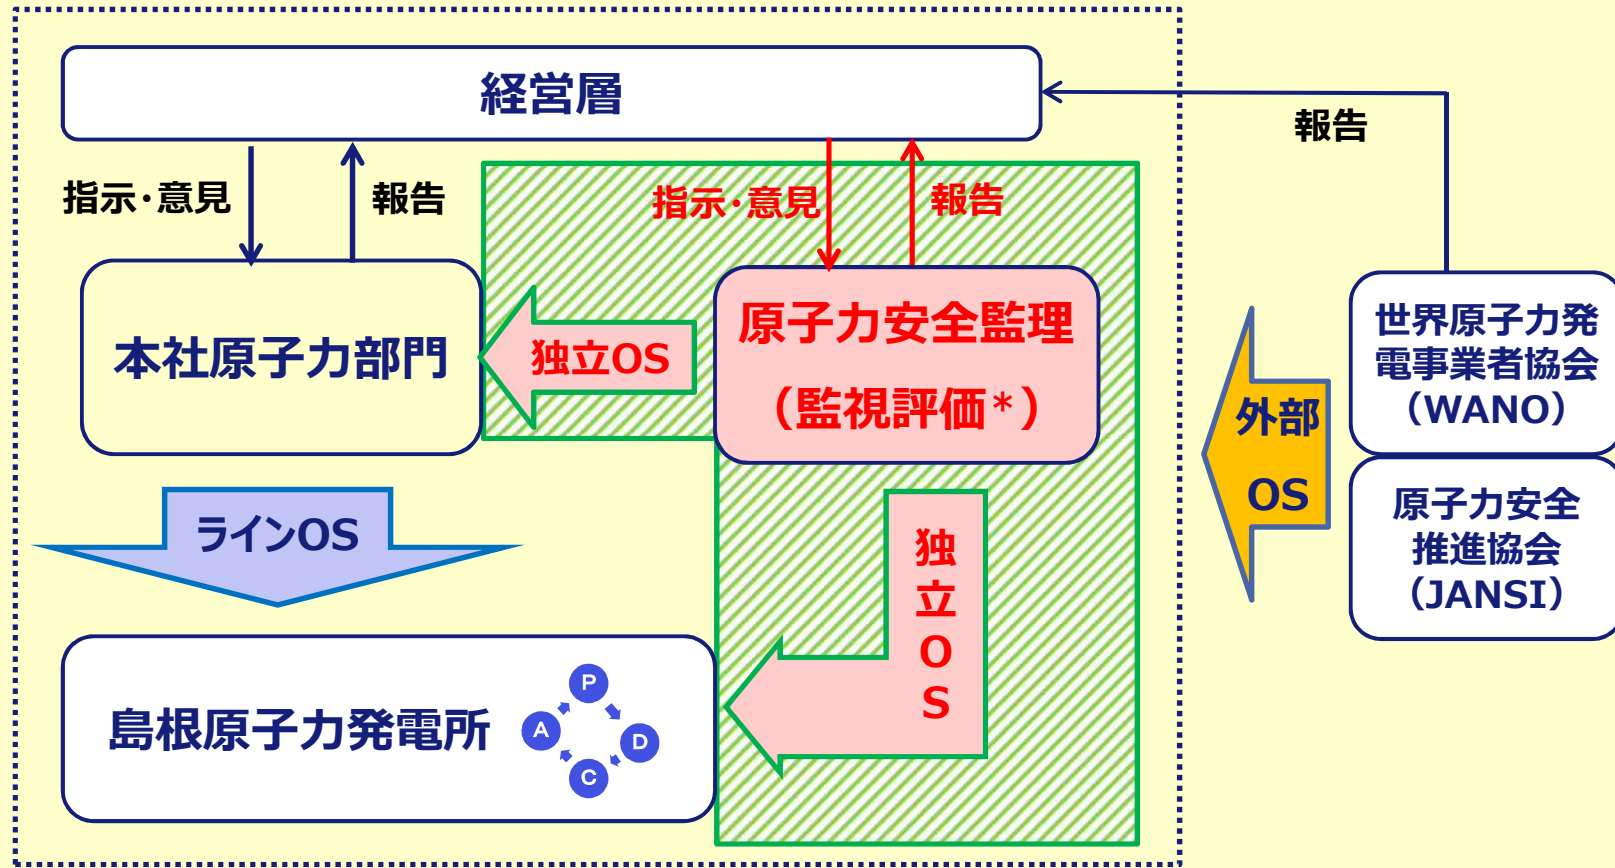 経営層
報告
指示・意見
報告
指示・意見
報告
本社原子力部門
独立OS
原子力安全監理
（監視評価*）
世界原子力発
電事業者協会
（WANO）
外部
OS
原子力安全
推進協会
（JANSI）
ラインOS
独
立
O
S
島根原子力発電所
P
A
D
C